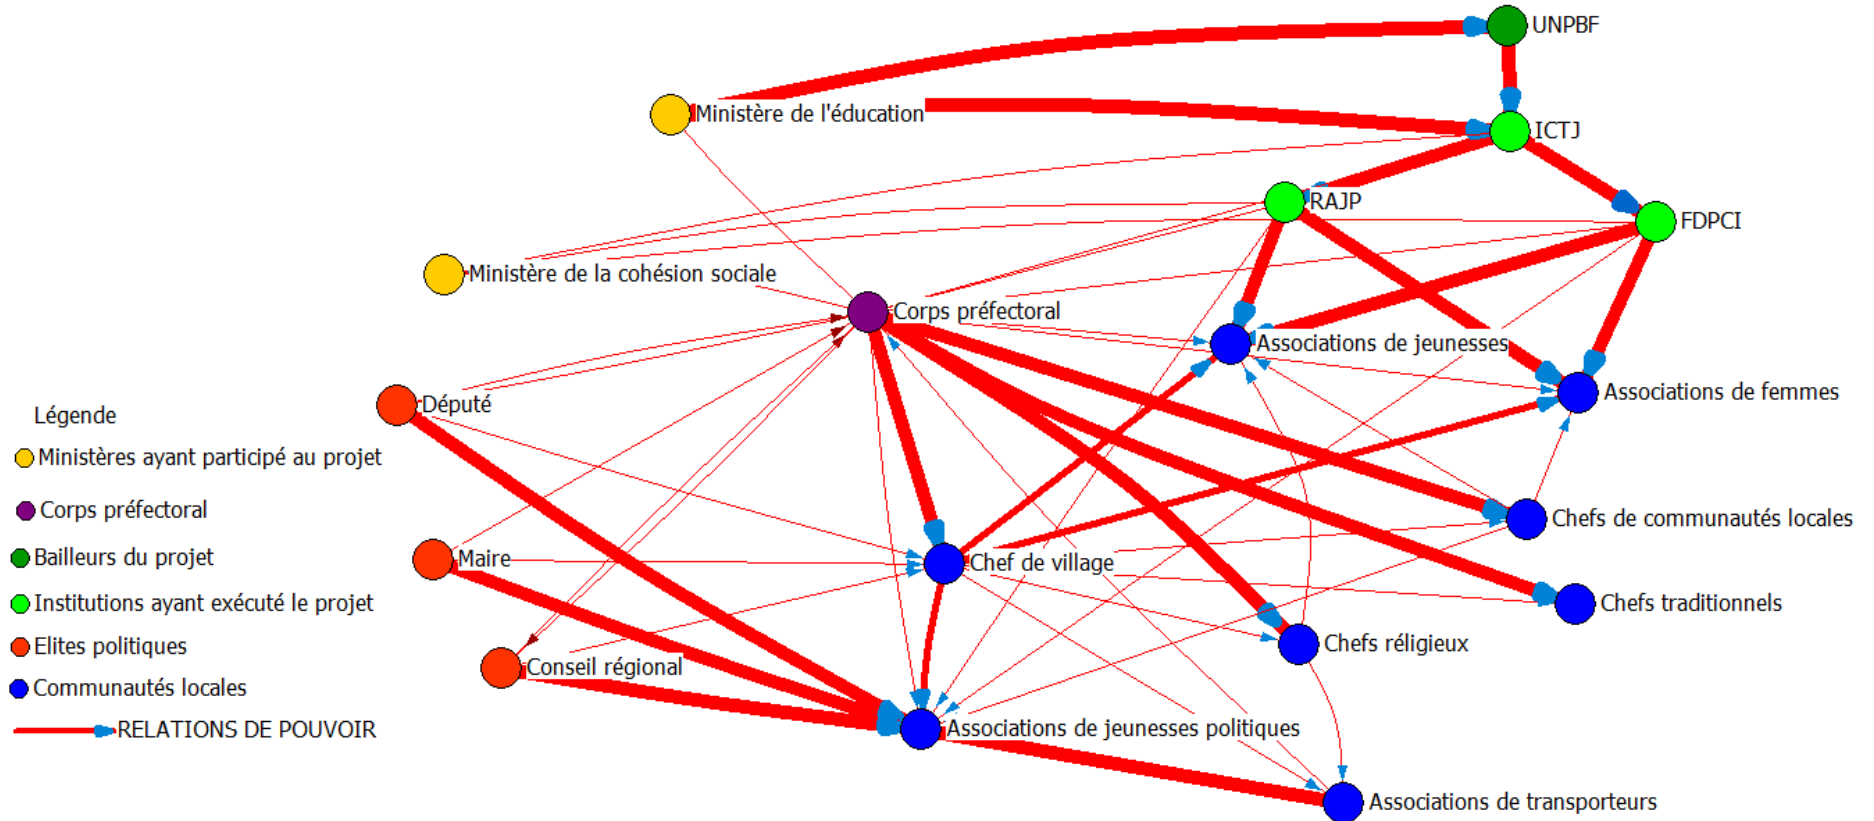 UNPBF
Ministère de l'éducation
ICTJ
RAJP
FDPCI
Ministère de la cohésion sociale
Corps préfectoral
Associations de jeunesses
Associations de femmes
Député
Légende
Ministères ayant participé au projet
Corps préfectoral
Bailleurs du projet
Institutions ayant exécuté le projet
Elites politiques
Communautés locales
RELATIONS DE POUVOIR
Chefs de communautés locales
Maire
Chef de village
Chefs traditionnels
Chefs réligieux
Conseil régional
Associations de jeunesses politiques
Associations de transporteurs